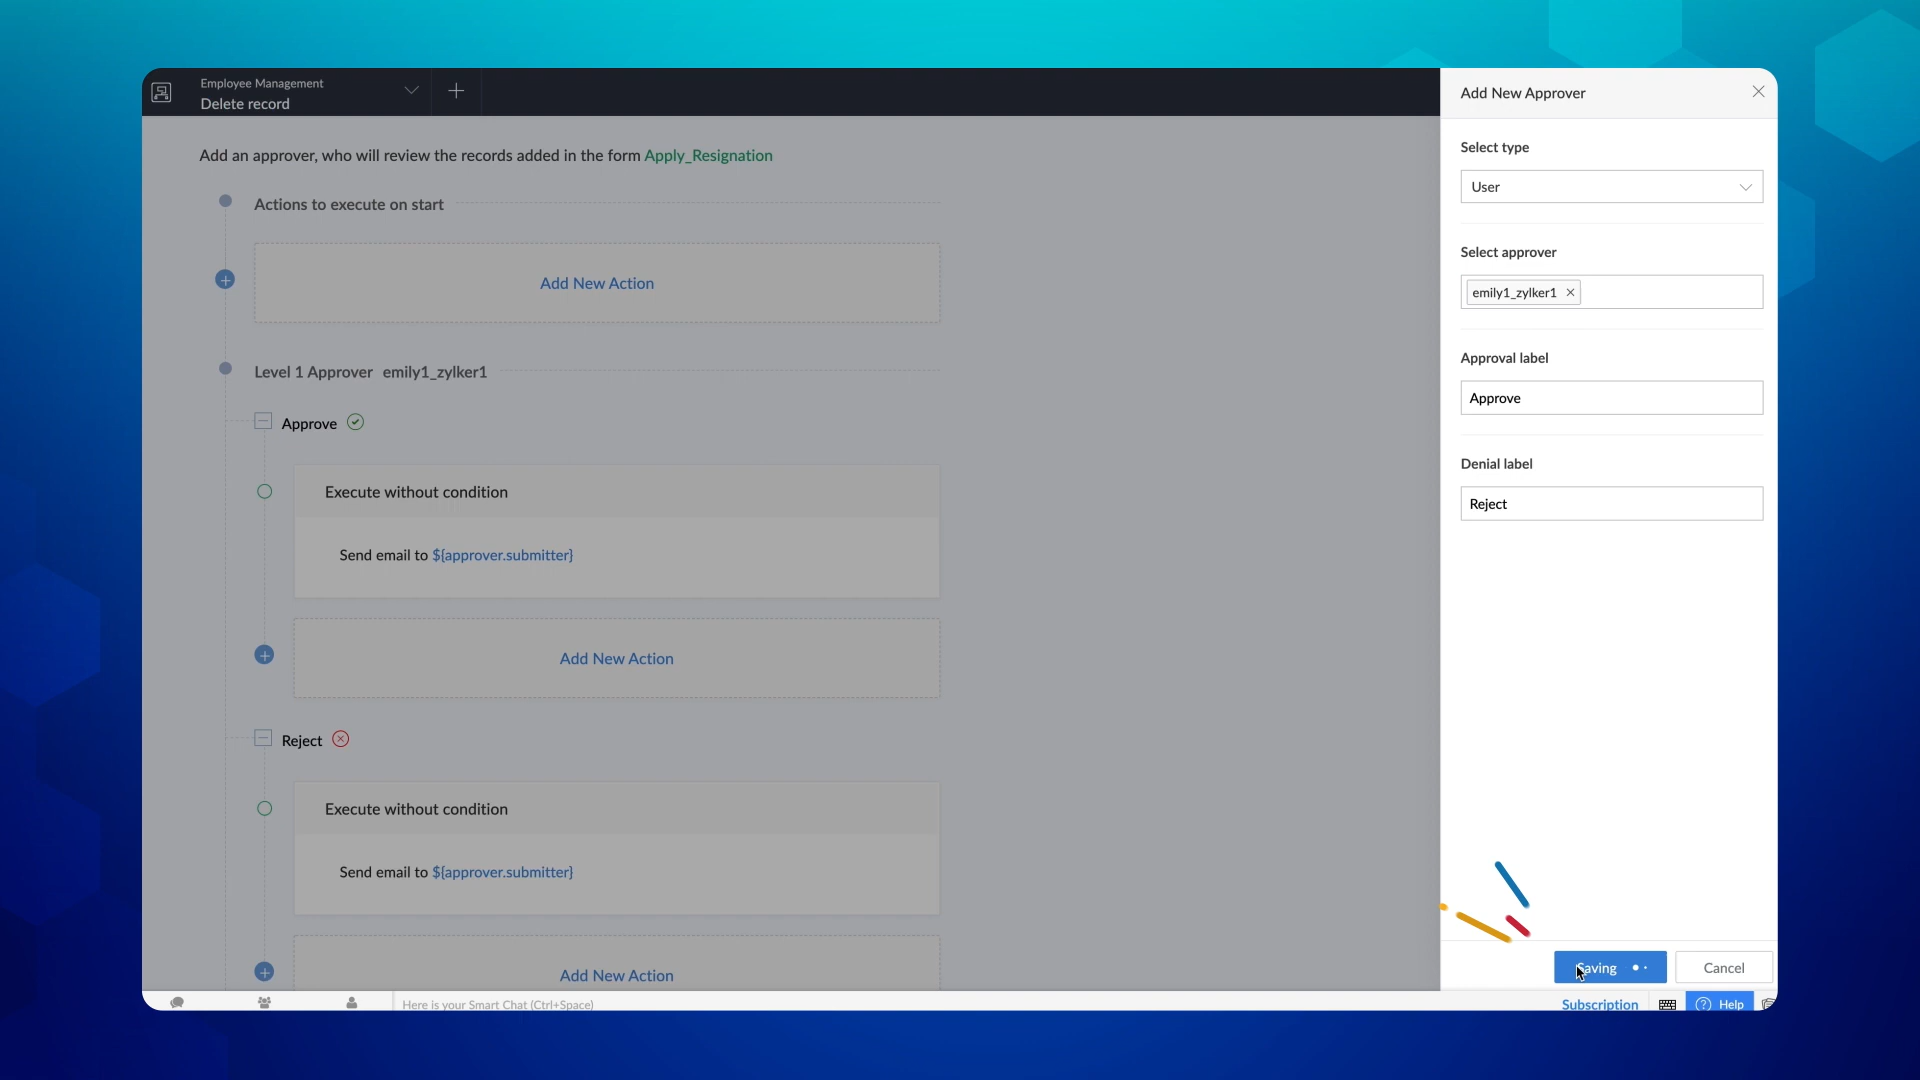 Employee Management
Delete record
Add an approver, who will review the records added in the form Apply_Resignation
Actions to execute on start
Add New Action
Level 1 Approver emily1_zylker1
Approve
Execute without condition
Send email to ${approver.submitter}
Add New Action
Reject
Execute without condition
Send email to ${approver.submitter}
Add New Action
Add New Approver
Select type
User
Select approver
emily1_zylker1
Approval label
Approve
Denial label
Reject
Saving
Cancel
Here is your Smart Chat (Ctrl+Space)
Subscription
Help